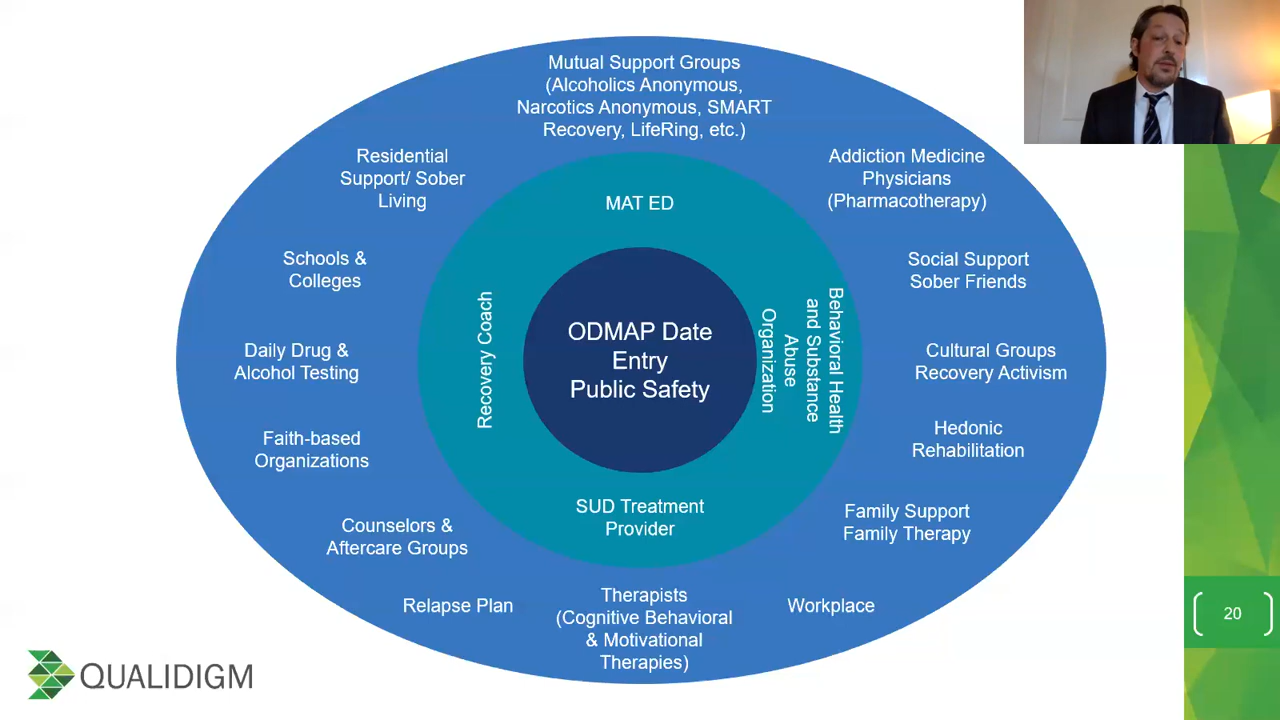 Mutual Support Groups
(Alcoholics Anonymous,
Narcotics Anonymous, SMART
Recovery, LifeRing, etc.)
Residential
Support/ Sober
Living
Addiction Medicine
Physicians
(Pharmacotherapy)
MAT ED
Schools &
Colleges
Social Support
Sober Friends
Recovery Coach
ODMAP Date
Entry
Public Safety
Behavioral Health
and Substance
Abuse
Organization
Daily Drug &
Alcohol Testing
Cultural Groups
Recovery Activism
Faith-based
Organizations
Hedonic
Rehabilitation
SUD Treatment
Provider
Counselors &
Aftercare Groups
Family Support
Family Therapy
Relapse Plan
Therapists
(Cognitive Behavioral
& Motivational
Therapies)
Workplace
20
QUALIDIGM